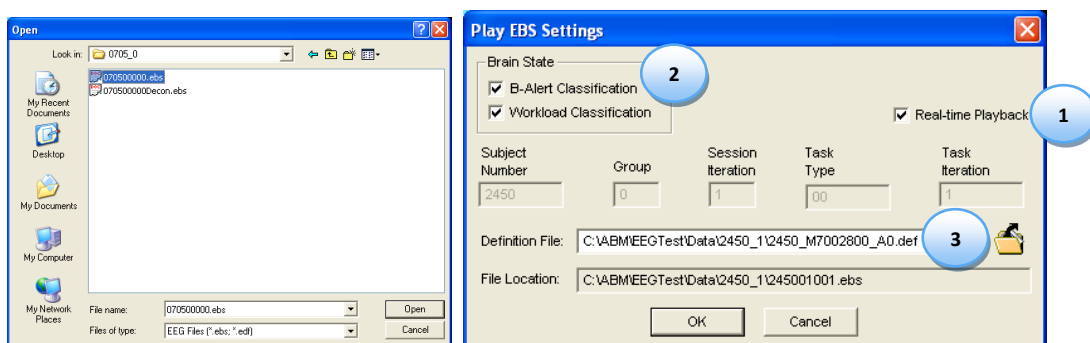 Open
Look in:
0705_0
070500000.ebs
070500000Decon.ebs
My Recent
Documents
Desktop
My Documents
My Computer
My Network
Places
File name:
070500000.ebs
Open
Files of type:
EEG Files (*.ebs; *.edf)
Cancel
Play EBS Settings
Brain State
2
B-Alert Classification
Workload Classification
Real-time Playback
1
Subject
Number
Group
Session
Iteration
Task
Type
Task
Iteration
2450
0
1
00
1
Definition File:
C:\ABM\EEGTest\Data\2450_1\2450_M7002800_A0.def
3
File Location:
C:\ABM\EEGTest\Data\2450_1\245001001.ebs
OK
Cancel